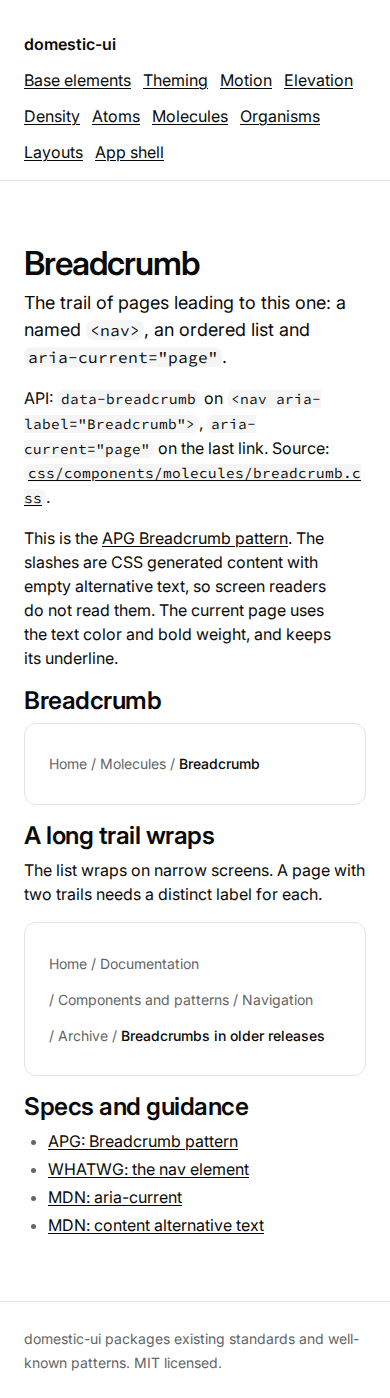 domestic-ui
Base elements Theming Motion Elevation
Density Atoms Molecules Organisms
Layouts App shell
Breadcrumb
The trail of pages leading to this one: a
named <nav>, an ordered list and
aria-current="page".
API: data-breadcrumb on <nav aria-
label="Breadcrumb">, aria-
current="page" on the last link. Source:
css/components/molecules/breadcrumb.c
ss.
This is the APG Breadcrumb pattern. The
slashes are CSS generated content with
empty alternative text, so screen readers
do not read them. The current page uses
the text color and bold weight, and keeps
its underline.
Breadcrumb
Home / Molecules / Breadcrumb
A long trail wraps
The list wraps on narrow screens. A page with
two trails needs a distinct label for each.
Home / Documentation
/ Components and patterns / Navigation
/ Archive / Breadcrumbs in older releases
Specs and guidance
APG: Breadcrumb pattern
WHATWG: the nav element
MDN: aria-current
MDN: content alternative text
domestic-ui packages existing standards and well-
known patterns. MIT licensed.